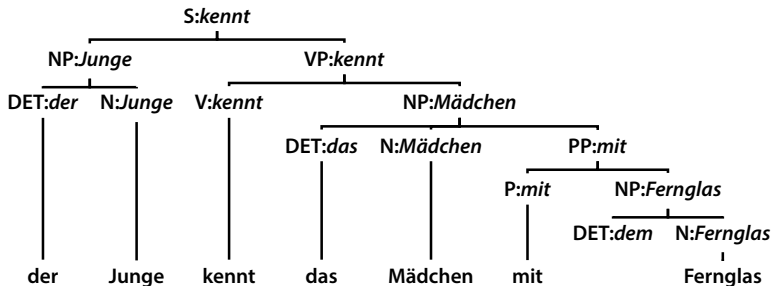 S:kennt
NP:Junge VP:kennt
DET:der N:Junge V:kennt NP:Mädchen
DET:das N:Mädchen PP:mit
P:mit NP:Fernglas
DET:dem N:Fernglas
der Junge kennt das Mädchen mit Fernglas